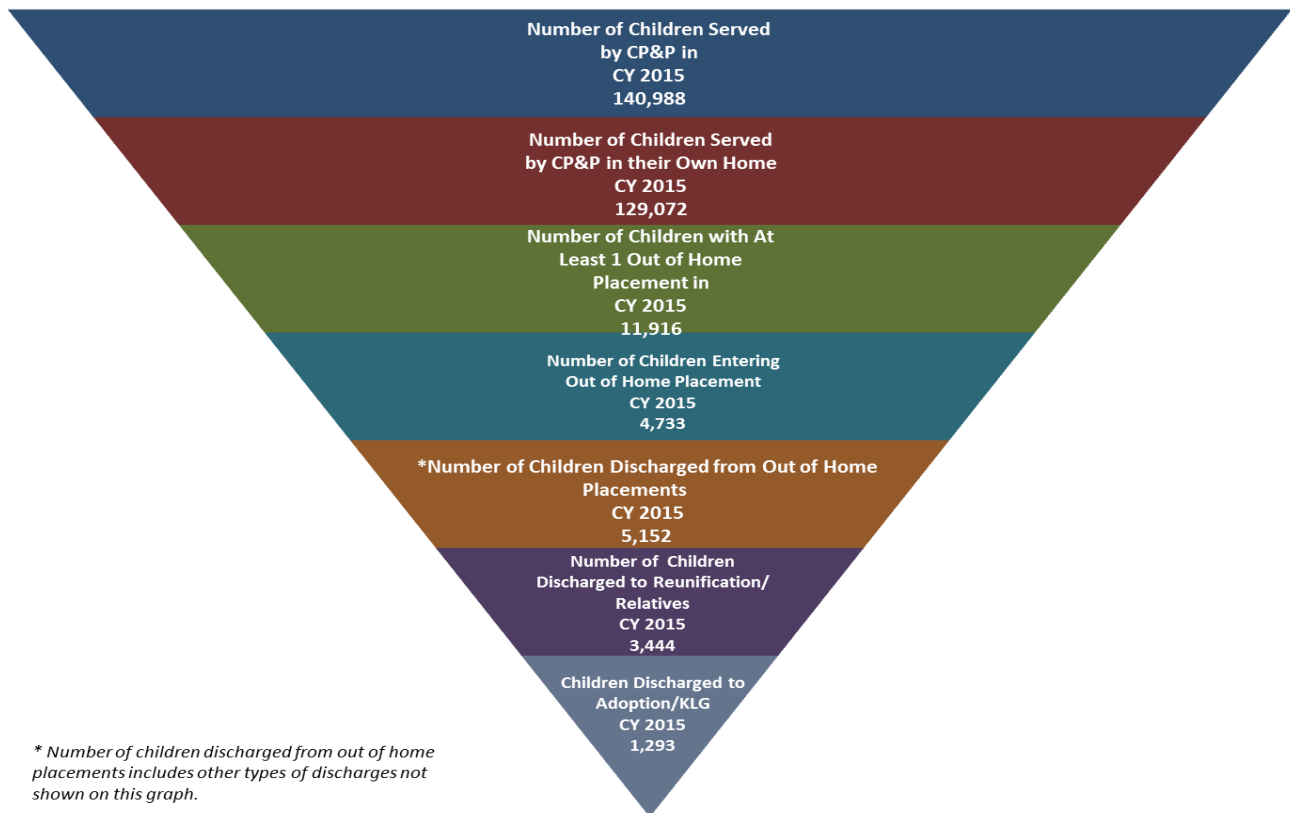 Number of Children Served
by CP&P in
CY 2015
140,988
Number of Children Served
by CP&P in their Own Home
CY 2015
129,072
Number of Children with At
Least 1 Out of Home
Placement in
CY 2015
11,916
Number of Children Entering
Out of Home Placement
CY 2015
4,733
*Number of Children Discharged from Out of Home
Placements
CY 2015
5,152
Number of Children
Discharged to Reunification/
Relatives
CY 2015
3,444
Children Discharged to
Adoption/KLG
CY 2015
1,293
* Number of children discharged from out of home
placements includes other types of discharges not
shown on this graph.